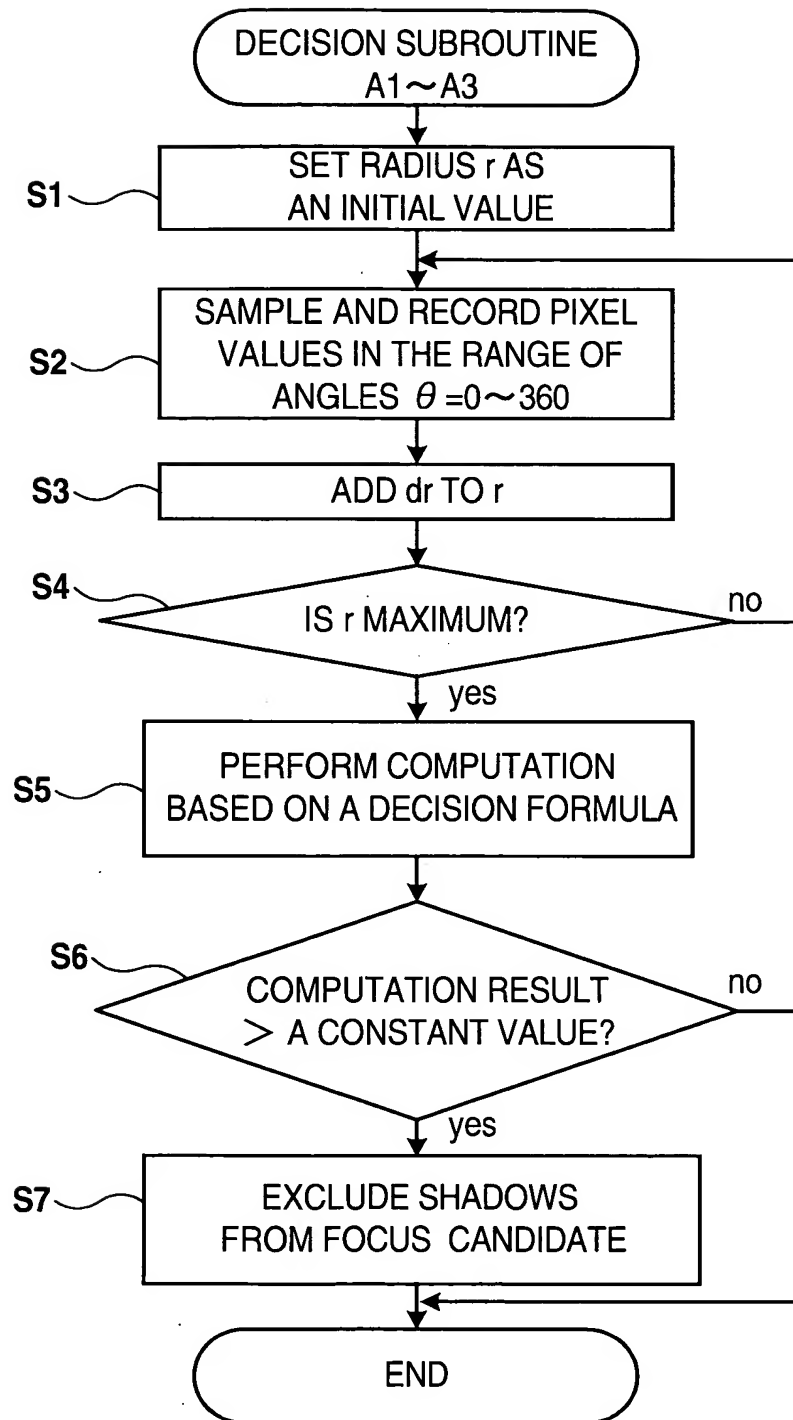 DECISION SUBROUTINE
A1~A3
S1
SET RADIUS r AS
AN INITIAL VALUE
S2
SAMPLE AND RECORD PIXEL
VALUES IN THE RANGE OF
ANGLES θ =0~360
S3
ADD dr TO r
S4
IS r MAXIMUM?
no
yes
S5
PERFORM COMPUTATION
BASED ON A DECISION FORMULA
S6
COMPUTATION RESULT
> A CONSTANT VALUE?
no
yes
S7
EXCLUDE SHADOWS
FROM FOCUS CANDIDATE
END